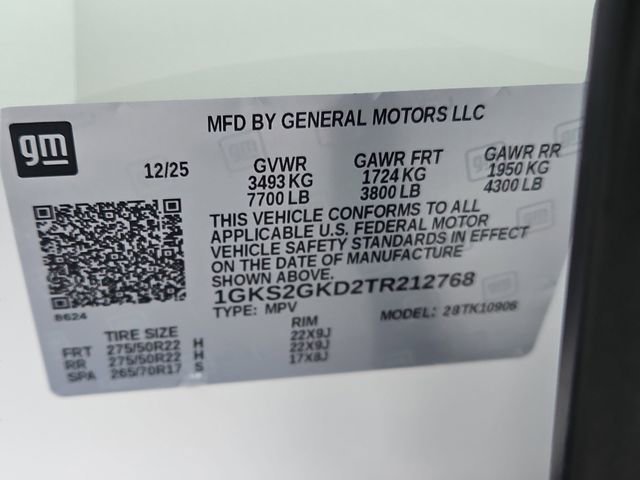 MFD BY GENERAL MOTORS LLC
gm
12/25
GVWR GAWR FRT GAWR RR
3493 KG 1724 KG 1950 KG
7700 LB 3800 LB 4300 LB
THIS VEHICLE CONFORMS TO ALL
APPLICABLE U.S. FEDERAL MOTOR
VEHICLE SAFETY STANDARDS IN EFFECT
ON THE DATE OF MANUFACTURE
SHOWN ABOVE.
1GKS2GKD2TR212768
TYPE: MPV MODEL: 28TK10906
8624
TIRE SIZE RIM
FRT 275/50R22 H 22X9J
RR 275/50R22 H 22X9J
SPA 265/70R17 S 17X8J